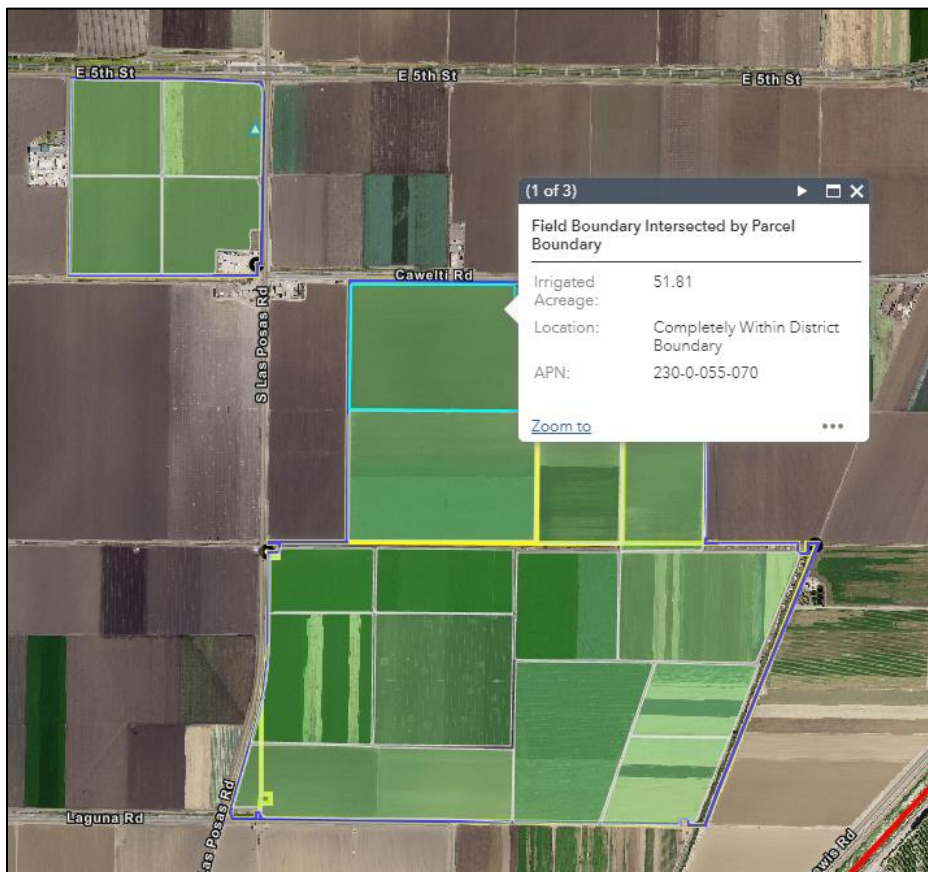 E 5th St
E 5th St
E 5th St
(1 of 3)
Field Boundary Intersected by Parcel
Boundary
Irrigated
Acreage:
51.81
Location:
Completely Within District
Boundary
APN:
230-0-055-070
Zoom to
Cawelti Rd
S Las Posas Rd
Laguna Rd
Las Posas Rd
ewis Rd